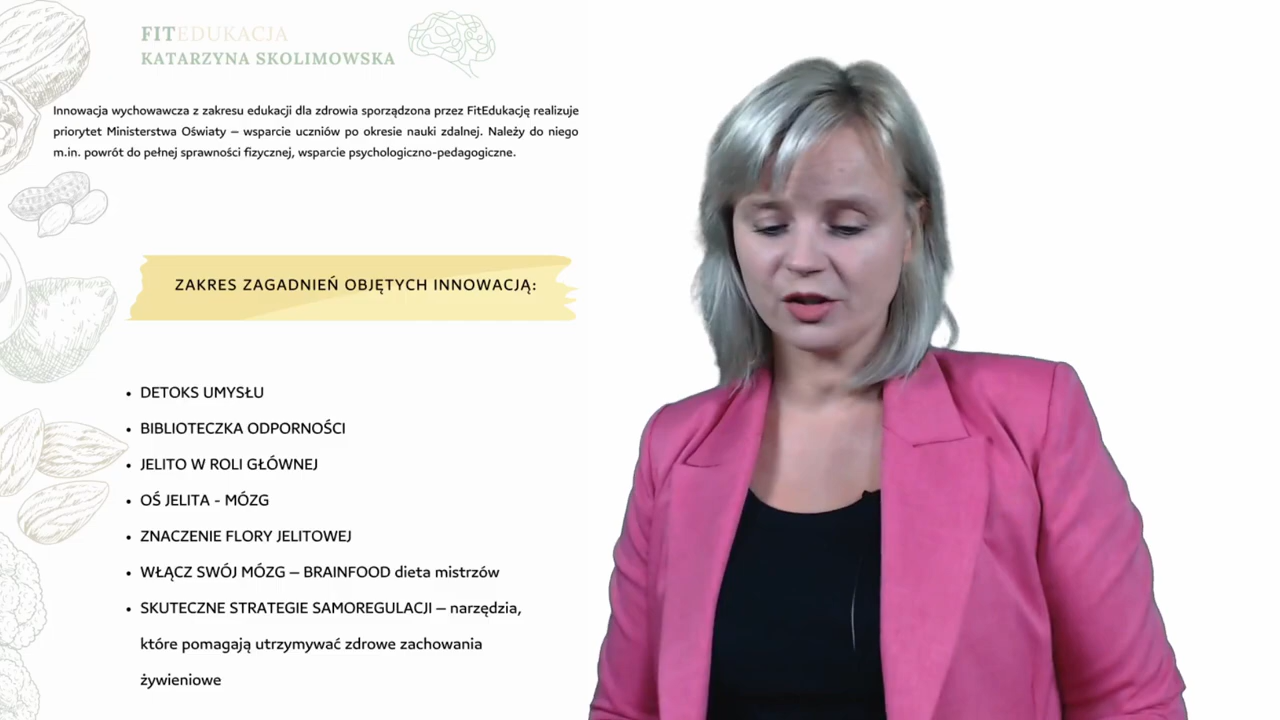 FITEDUKACJA
KATARZYNA SKOLIMOWSKA
Innowacja wychowawcza z zakresu edukacji dla zdrowia sporządzona przez FitEdukację realizuje
priorytet Ministerstwa Oświaty – wsparcie uczniów po okresie nauki zdalnej. Należy do niego
m.in. powrót do pełnej sprawności fizycznej, wsparcie psychologiczno-pedagogiczne.
ZAKRES ZAGADNIEŃ OBJĘTYCH INNOWACJĄ:
• DETOKS UMYSŁU
• BIBLIOTECZKA ODPORNOŚCI
• JELITO W ROLI GŁÓWNEJ
• OŚ JELITA - MÓZG
• ZNACZENIE FLORY JELITOWEJ
• WŁĄCZ SWÓJ MÓZG – BRAINFOOD dieta mistrzów
• SKUTECZNE STRATEGIE SAMOREGULACJI – narzędzia,
które pomagają utrzymywać zdrowe zachowania
żywieniowe